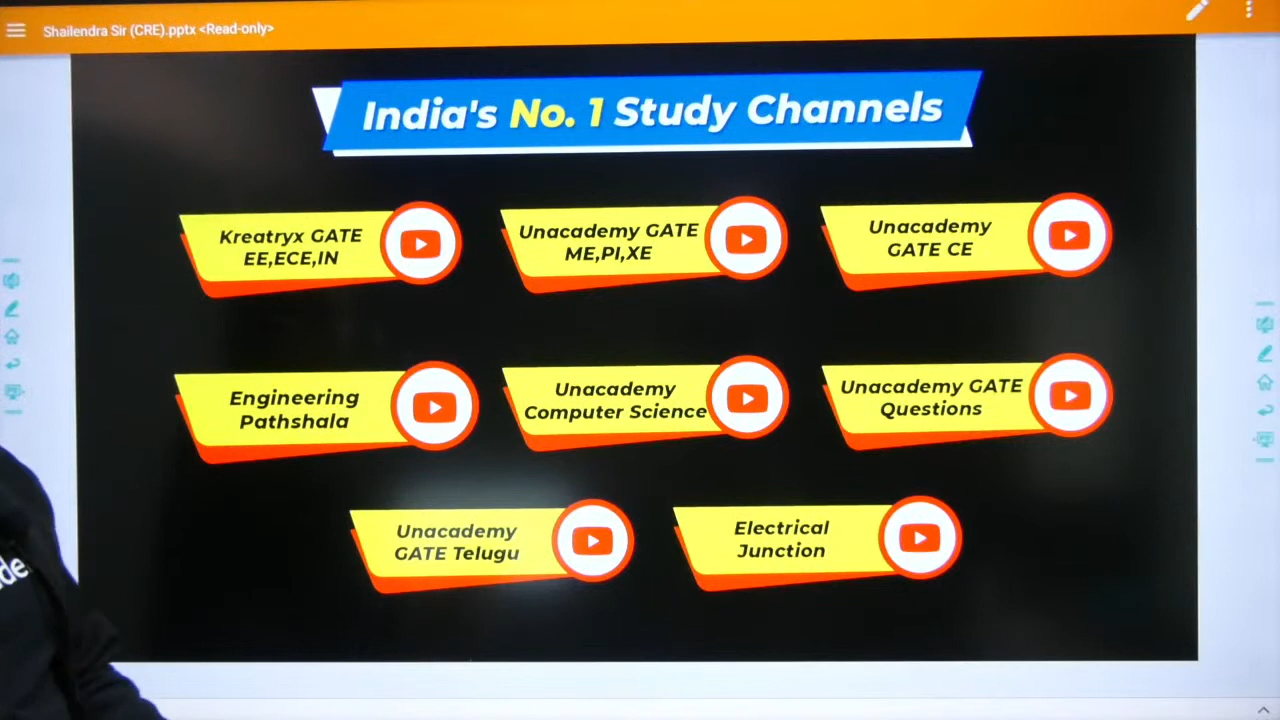 Shailendra Sir (CRE).pptx <Read-only>
India's No. 1 Study Channels
Kreatryx GATE
EE,ECE,IN
Unacademy GATE
ME,PI,XE
Unacademy
GATE CE
Engineering
Pathshala
Unacademy
Computer Science
Unacademy GATE
Questions
Unacademy
GATE Telugu
Electrical
Junction